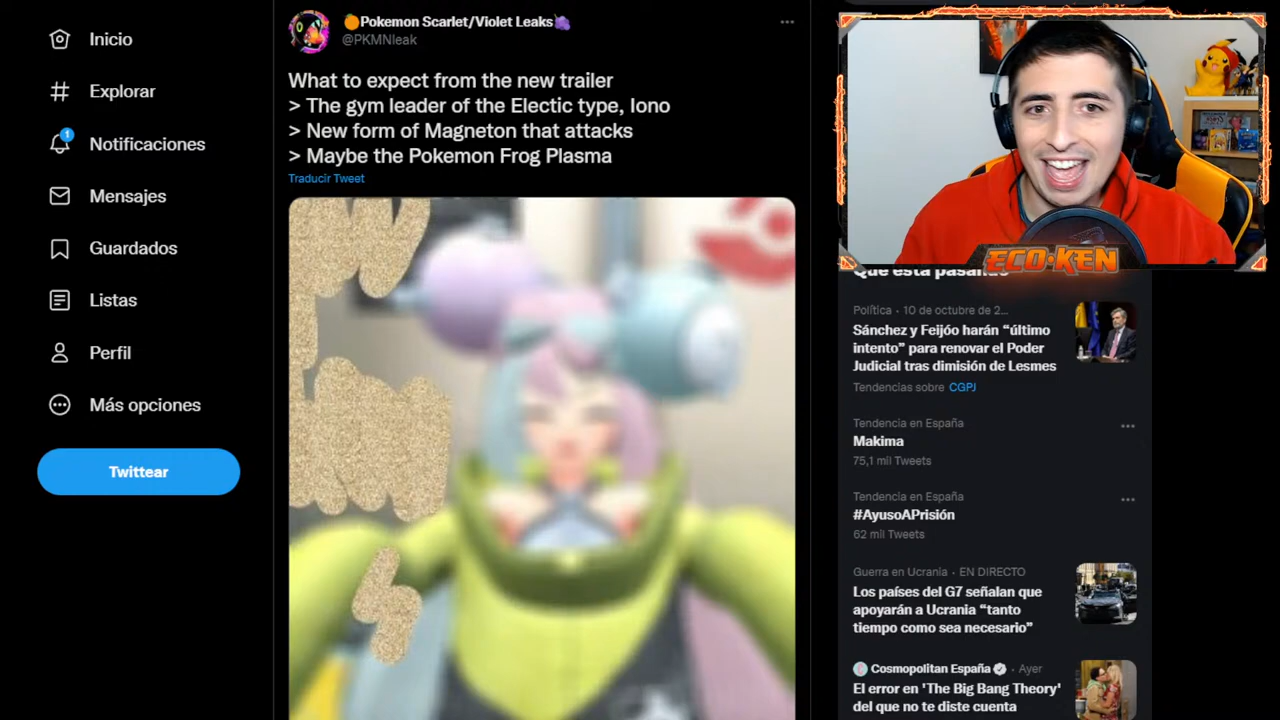 Inicio
Explorar
1
Notificaciones
Mensajes
Guardados
Listas
Perfil
Más opciones
Twittear
🍊Pokemon Scarlet/Violet Leaks🍇
@PKMNleak
What to expect from the new trailer
> The gym leader of the Electic type, Iono
> New form of Magneton that attacks
> Maybe the Pokemon Frog Plasma
Traducir Tweet
ECO·KEN
Qué está pasando
Política · 10 de octubre de 2...
Sánchez y Feijóo harán “último
intento” para renovar el Poder
Judicial tras dimisión de Lesmes
Tendencias sobre CGPJ
Tendencia en España
Makima
75,1 mil Tweets
Tendencia en España
#AyusoAPrisión
62 mil Tweets
Guerra en Ucrania · EN DIRECTO
Los países del G7 señalan que
apoyarán a Ucrania “tanto
tiempo como sea necesario”
Cosmopolitan España · Ayer
El error en 'The Big Bang Theory'
del que no te diste cuenta